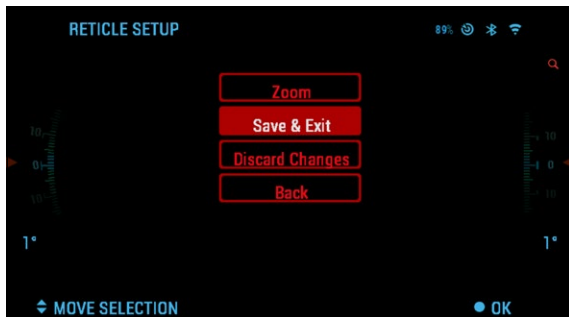 RETICLE SETUP
89%
Zoom
Save & Exit
Discard Changes
Back
10
0
10
10
0
10
1°
1°
MOVE SELECTION
OK